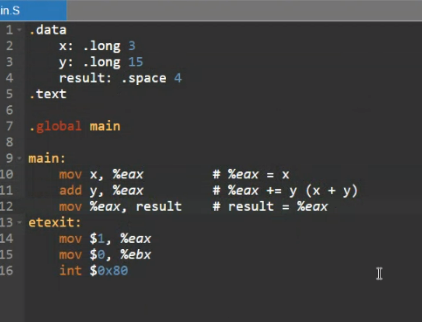 in.S
1 .data
2 x: .long 3
3 y: .long 15
4 result: .space 4
5 .text
6
7 .global main
8
9 main:
10 mov x, %eax # %eax = x
11 add y, %eax # %eax += y (x + y)
12 mov %eax, result # result = %eax
13 etexit:
14 mov $1, %eax
15 mov $0, %ebx
16 int $0x80